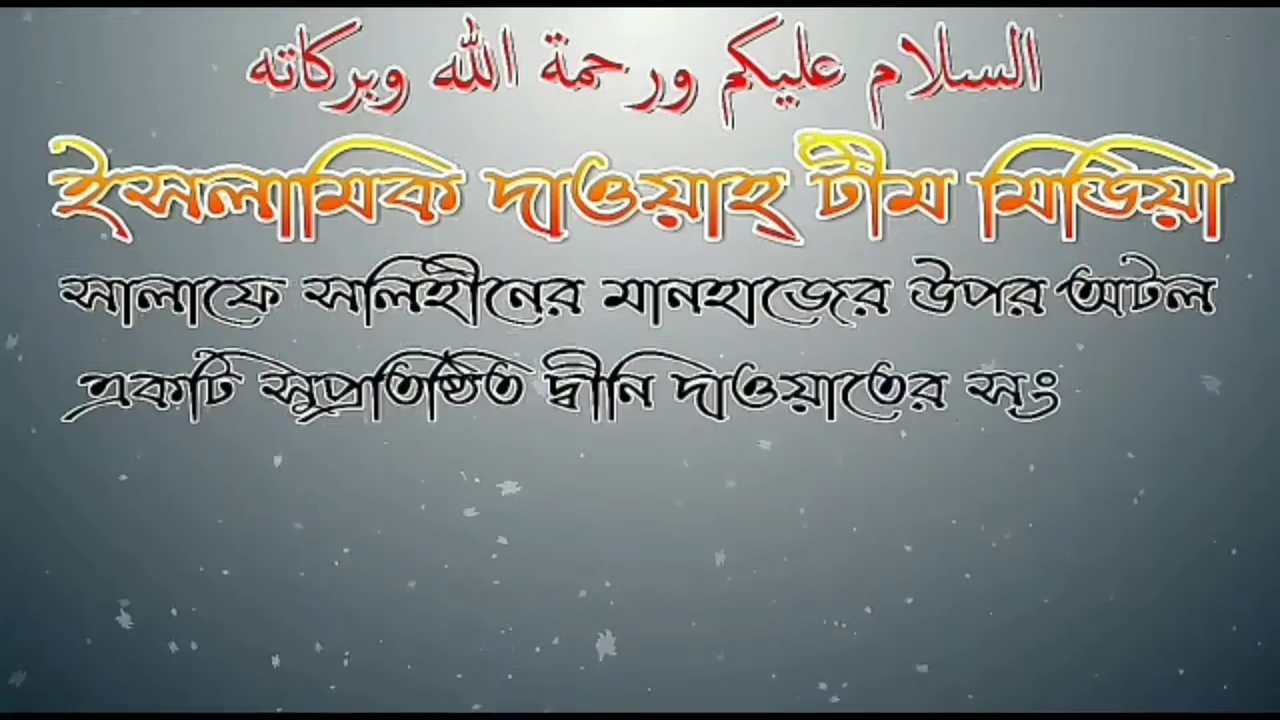 السلام عليكم ورحمة الله وبركاته
ইসলামিক দাওয়াহ্ টীম মিডিয়া
সালাফে সলিহীনের মানহাজের উপর অটল
একটি সুপ্রতিষ্ঠিত দ্বীনি দাওয়াতের সং